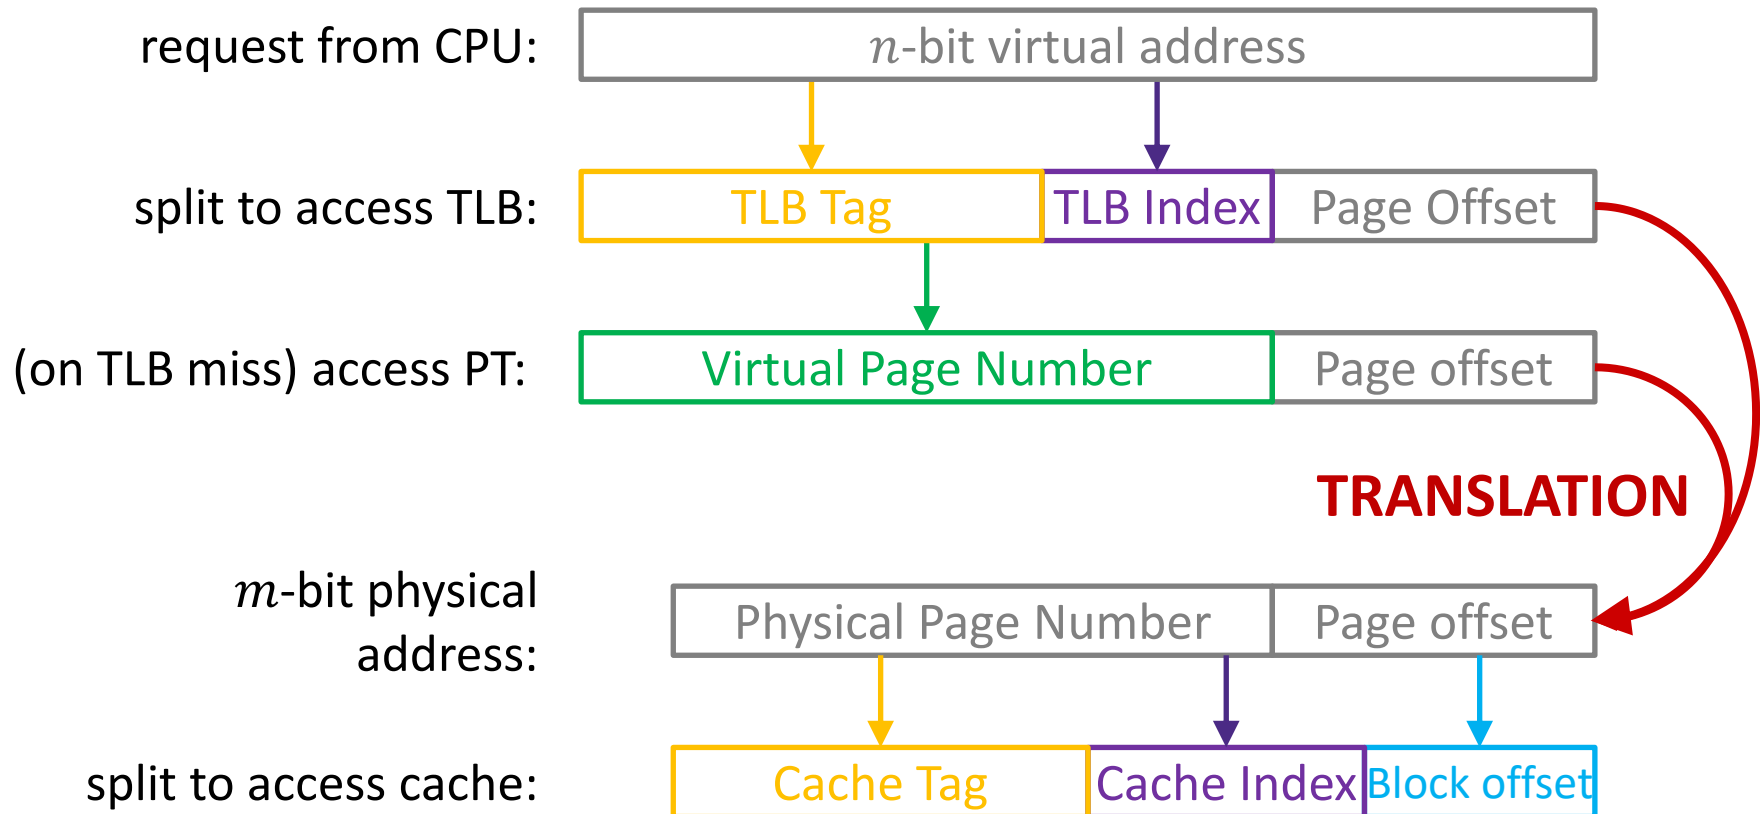 request from CPU: n-bit virtual address
split to access TLB: TLB Tag TLB Index Page Offset
(on TLB miss) access PT: Virtual Page Number Page offset
TRANSLATION
m-bit physical
address: Physical Page Number Page offset
split to access cache: Cache Tag Cache Index Block offset